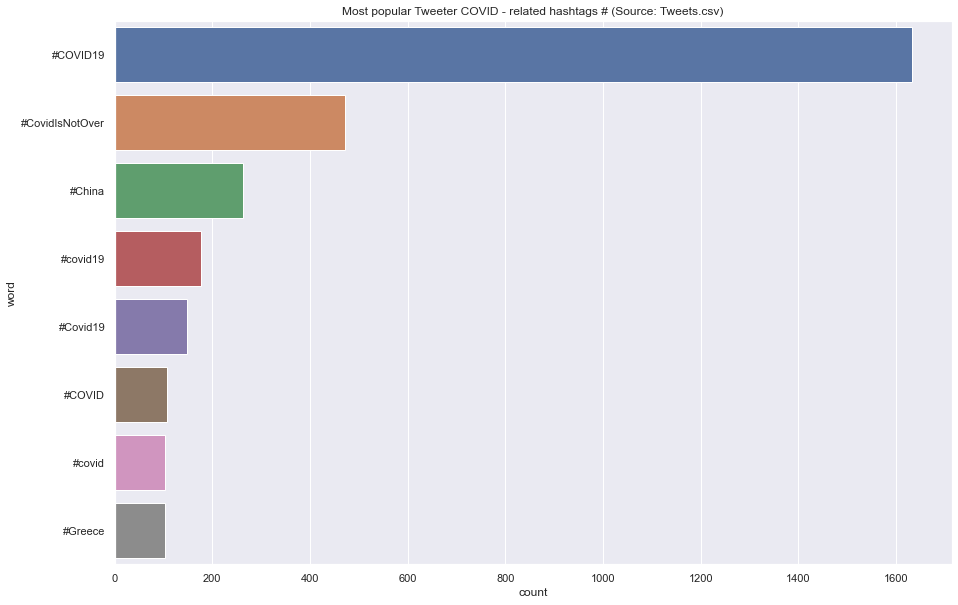 Most popular Tweeter COVID - related hashtags # (Source: Tweets.csv)
#COVID19
#CovidIsNotOver
#China
#covid19
#Covid19
#COVID
#covid
#Greece
word
0 200 400 600 800 1000 1200 1400 1600
count